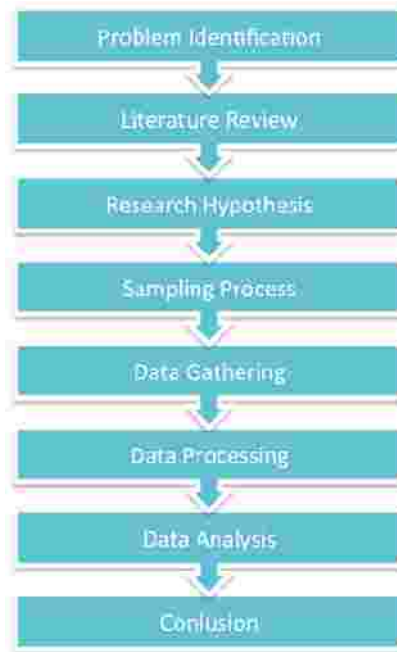 Problem Identification
Literature Review
Research Hypothesis
Sampling Process
Data Gathering
Data Processing
Data Analysis
Conlusion